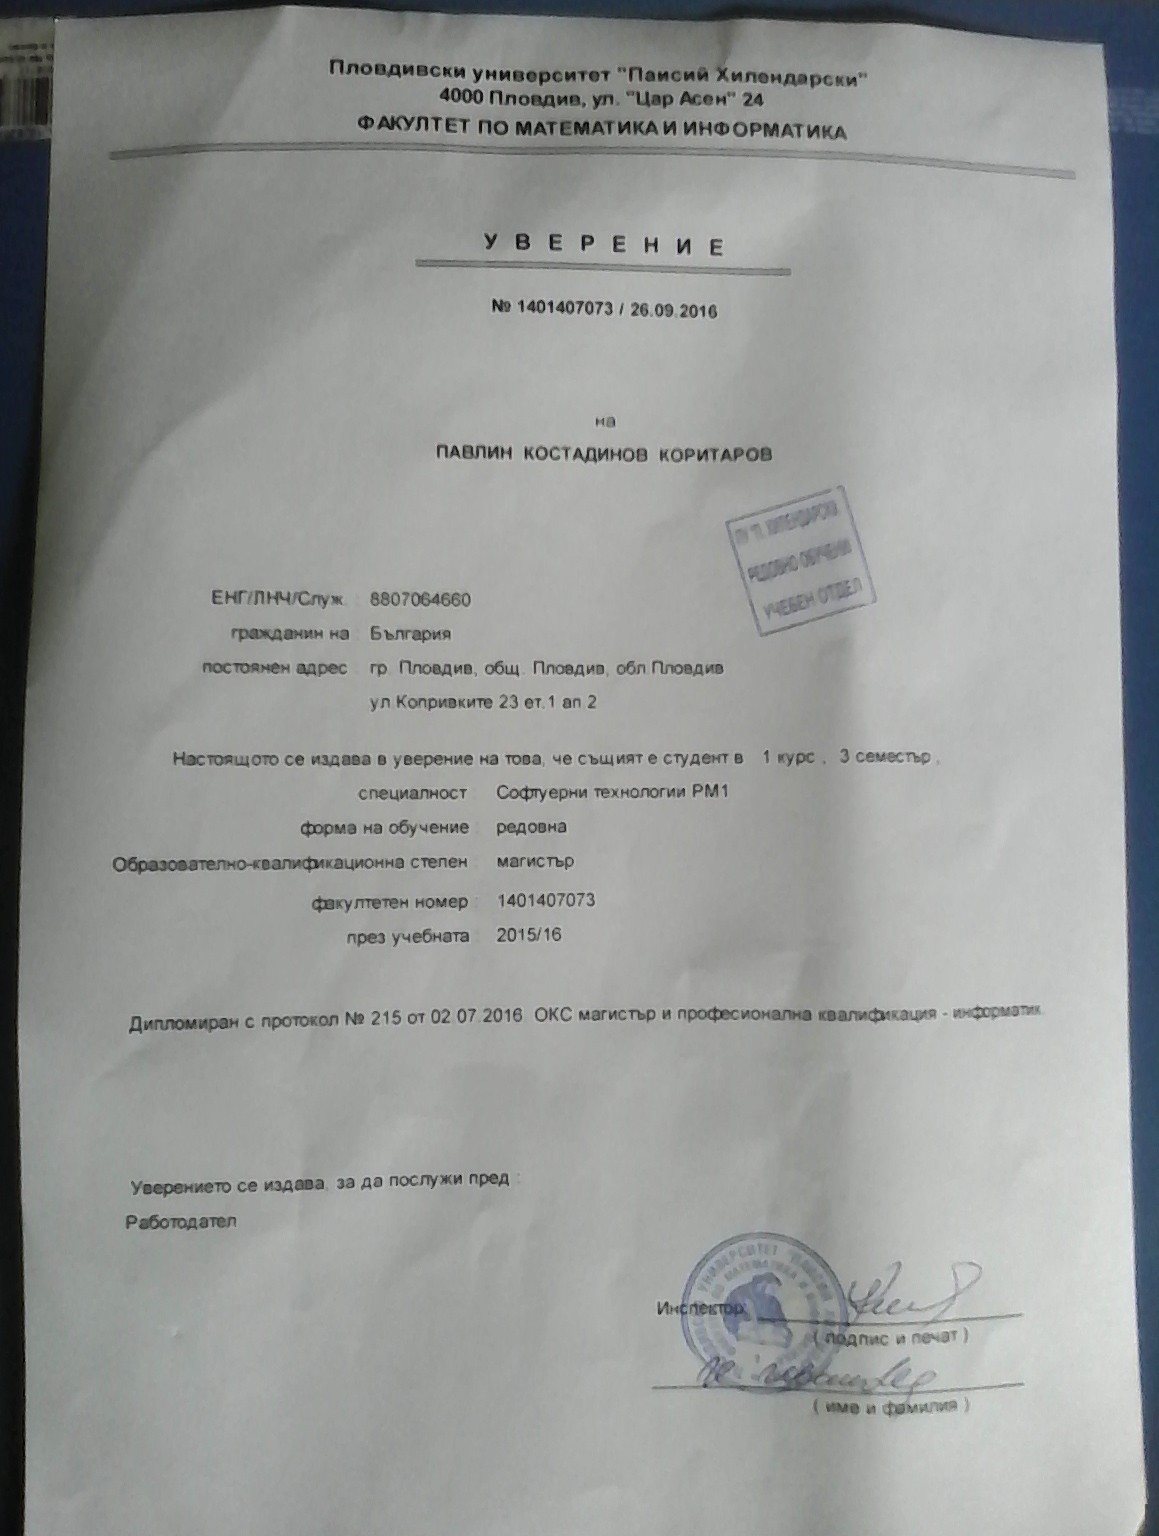 Пловдивски университет "Паисий Хилендарски"
4000 Пловдив, ул. "Цар Асен" 24
ФАКУЛТЕТ ПО МАТЕМАТИКА И ИНФОРМАТИКА
У В Е Р Е Н И Е
№ 1401407073 / 26.09.2016
на
ПАВЛИН КОСТАДИНОВ КОРИТАРОВ
ПУ "П. ХИЛЕНДАРСКИ
РЕДОВНО ОБУЧЕНИ
УЧЕБЕН ОТДЕЛ
ЕНГ/ЛНЧ/Служ. : 8807064660
гражданин на : България
постоянен адрес : гр. Пловдив, общ. Пловдив, обл.Пловдив
ул.Копривките 23 ет.1 ап.2
Настоящото се издава в уверение на това, че същият е студент в 1 курс , 3 семестър ,
специалност : Софтуерни технологии РМ1
форма на обучение : редовна
Образователно-квалификационна степен : магистър
факултетен номер : 1401407073
през учебната : 2015/16
Дипломиран с протокол № 215 от 02.07.2016. ОКС магистър и професионална квалификация - информатик.
Уверението се издава, за да послужи пред :
Работодател
Инспектор:
( подпис и печат )
( име и фамилия )